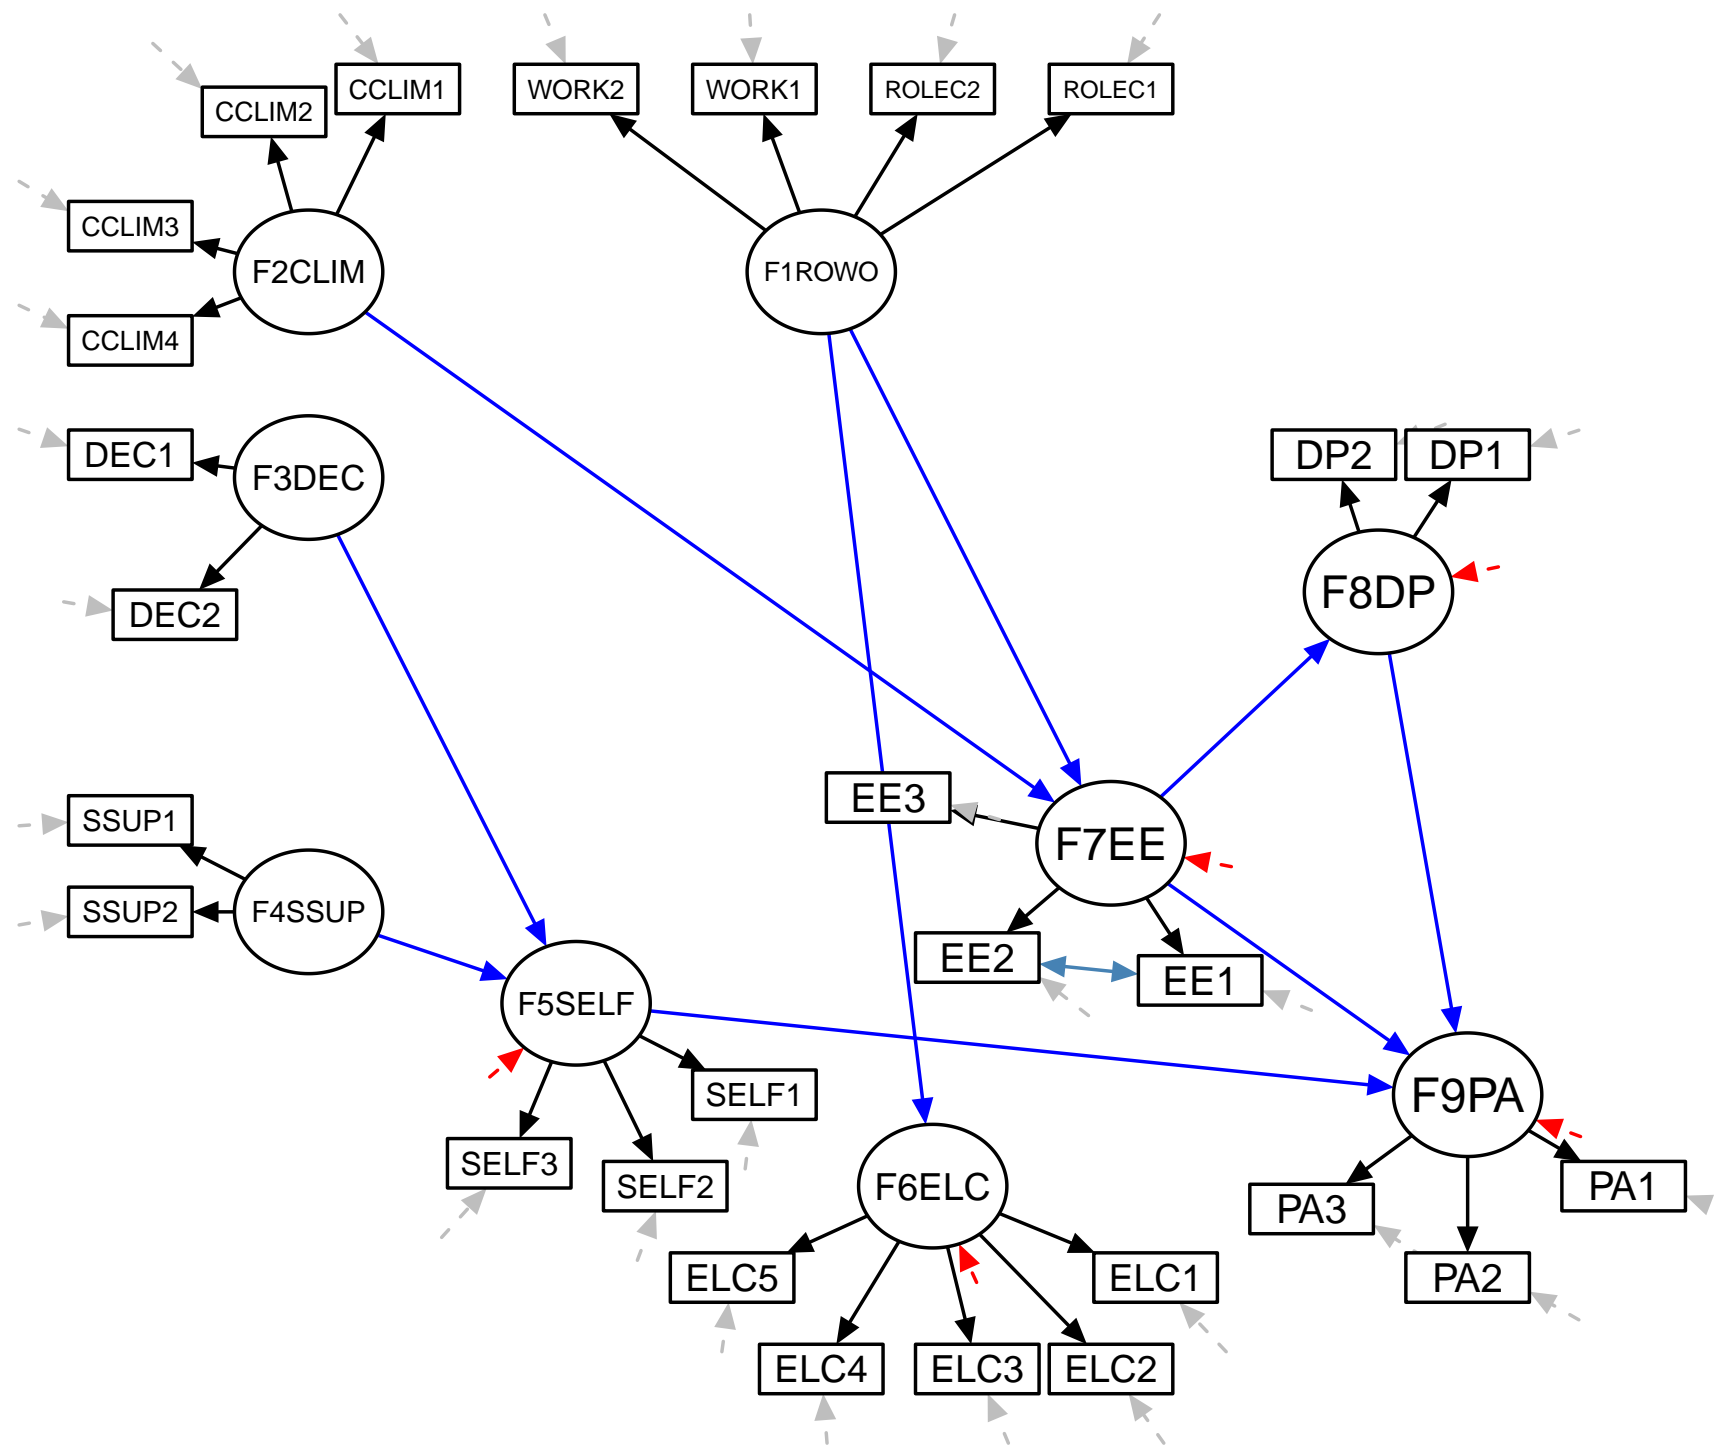 CCLIM1
WORK2
WORK1
ROLEC2
ROLEC1
CCLIM2
CCLIM3
F2CLIM
F1ROWO
CCLIM4
DEC1
F3DEC
DP2
DP1
F8DP
DEC2
EE3
SSUP1
F7EE
SSUP2
F4SSUP
EE2
EE1
F5SELF
SELF1
F9PA
SELF3
SELF2
F6ELC
PA1
PA3
ELC5
ELC1
PA2
ELC4
ELC3
ELC2